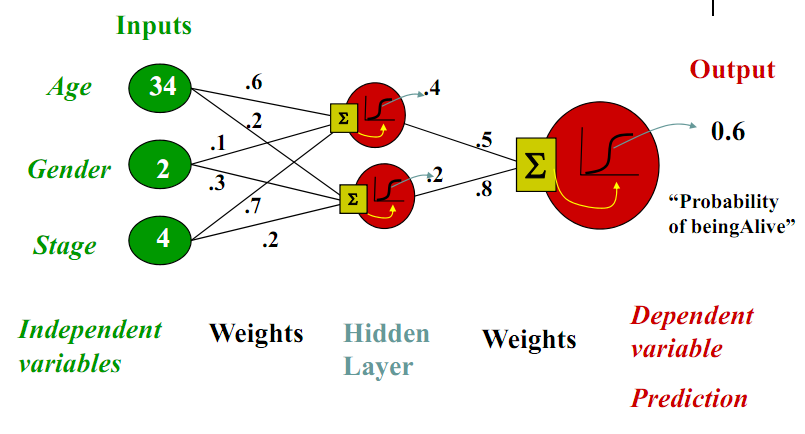 Inputs
Output
Age
34
.6
.4
.2
Σ
.5
0.6
Gender
2
.1
.3
Σ
.2
.8
Σ
"Probability
of beingAlive"
Stage
4
.7
.2
Independent
variables
Weights
Hidden
Layer
Weights
Dependent
variable
Prediction